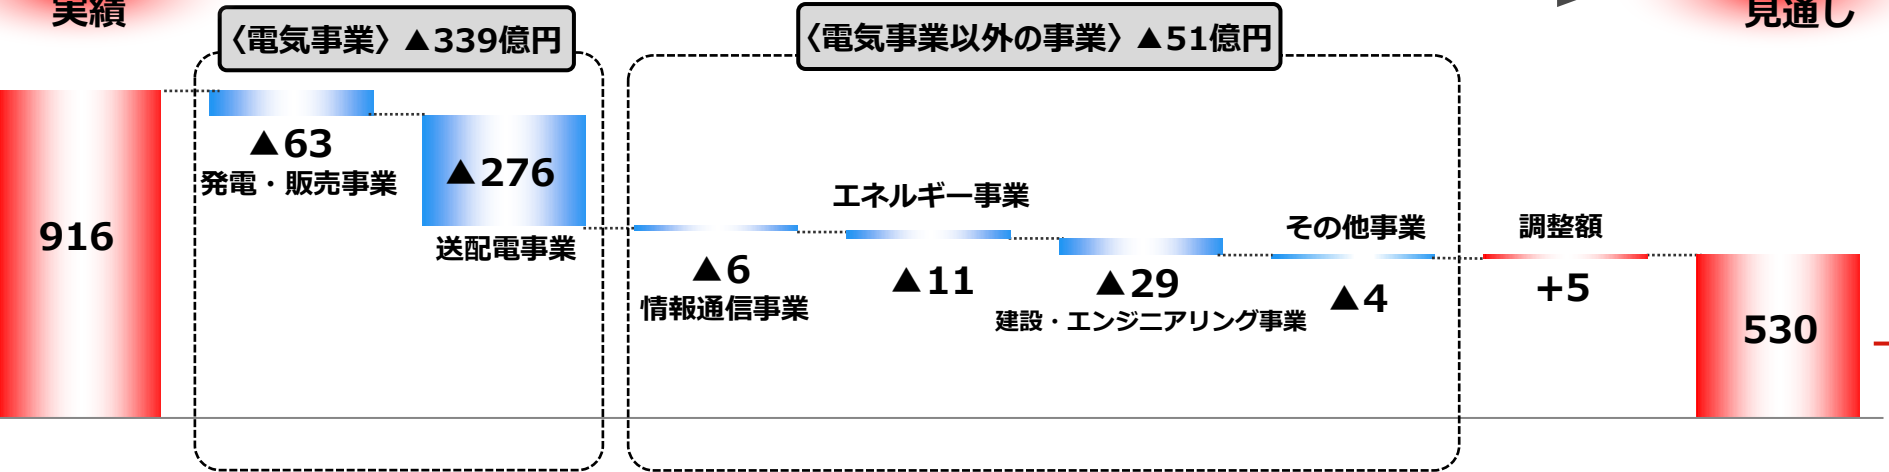 実績
見通し
〈電気事業〉▲339億円
〈電気事業以外の事業〉▲51億円
916
▲63
発電・販売事業
▲276
送配電事業
▲6
情報通信事業
エネルギー事業
▲11
▲29
建設・エンジニアリング事業
その他事業
▲4
調整額
+5
530